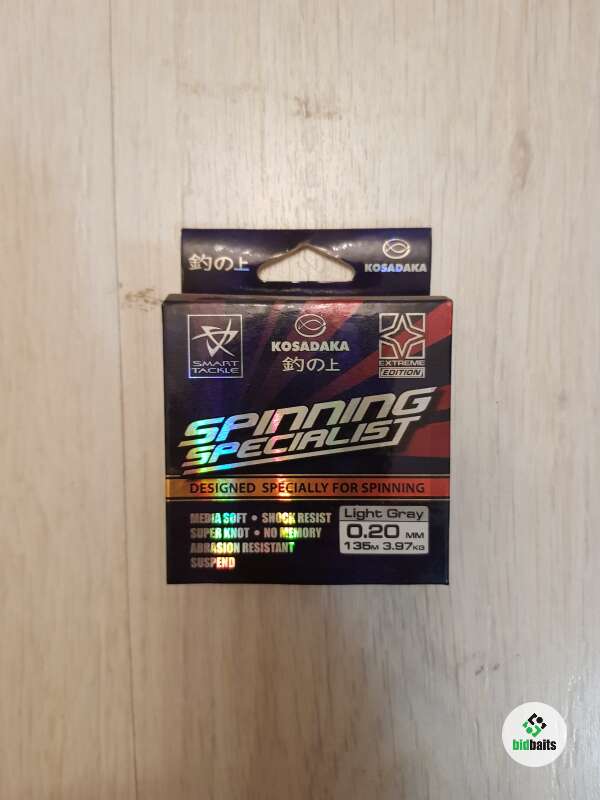 釣の上
KOSADAKA
SMART
TACKLE
KOSADAKA
釣の上
EXTREME
EDITION
SPINNING
SPECIALIST
DESIGNED SPECIALLY FOR SPINNING
MEDIA SOFT • SHOCK RESIST
SUPER KNOT • NO MEMORY
ABRASION RESISTANT
SUSPEND
Light Gray
0.20 MM
135M 3.97KG
bidbaits